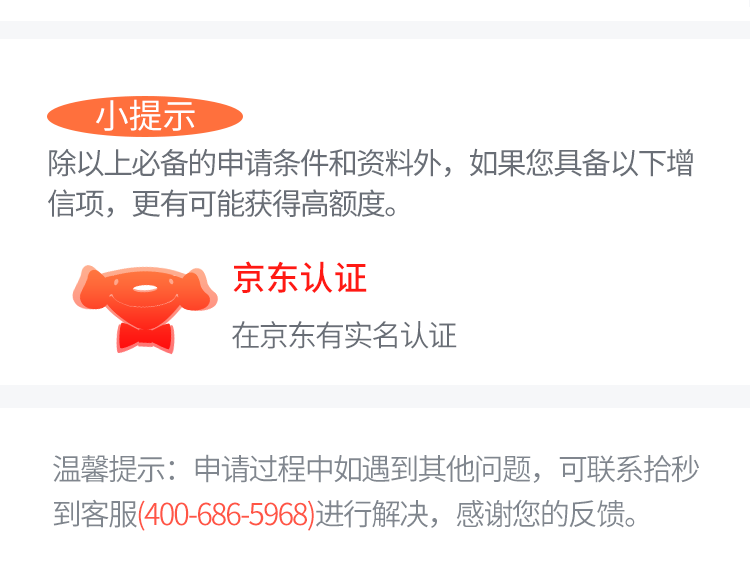 小提示
除以上必备的申请条件和资料外，如果您具备以下增
信项，更有可能获得高额度。
京东认证
在京东有实名认证
温馨提示：申请过程中如遇到其他问题，可联系拾秒
到客服(400-686-5968)进行解决，感谢您的反馈。